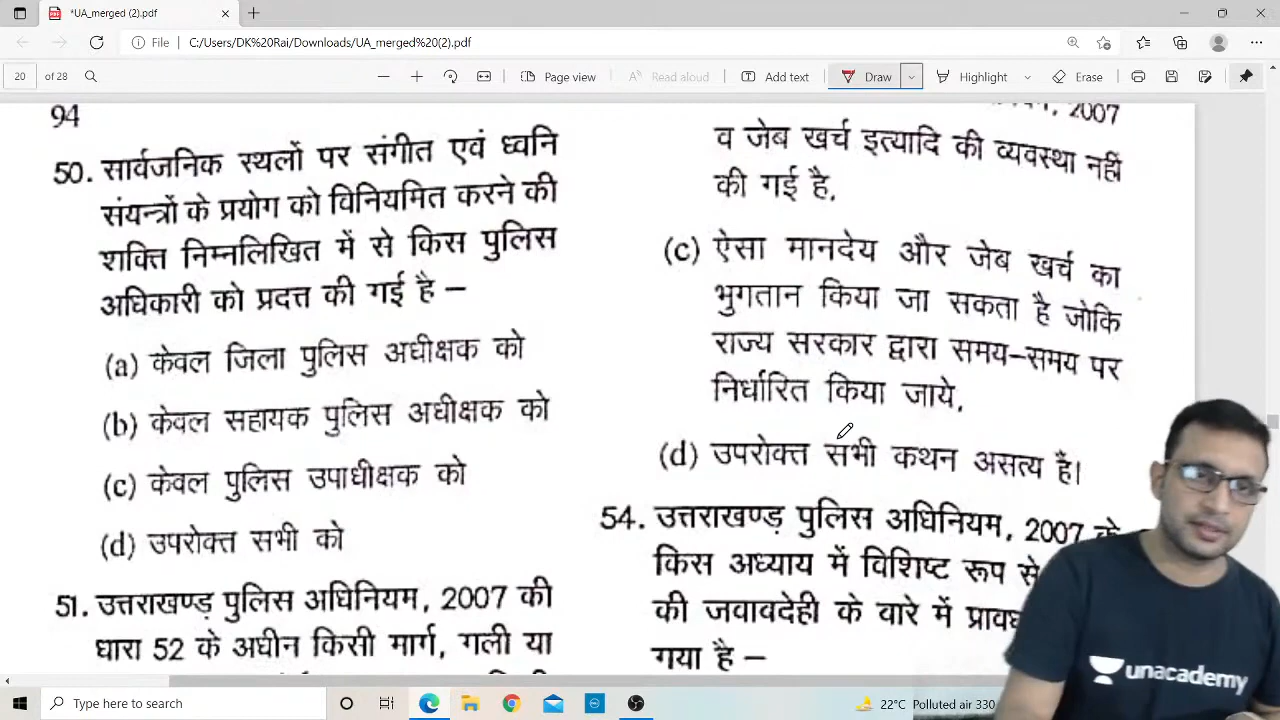 *UA_merged (2).pdf
File
C:/Users/DK%20Rai/Downloads/UA_merged%20(2).pdf
20
of 28
Page view
Read aloud
Add text
Draw
Highlight
Erase
94
50. सार्वजनिक स्थलों पर संगीत एवं ध्वनि
संयन्त्रों के प्रयोग को विनियमित करने की
शक्ति निम्नलिखित में से किस पुलिस
अधिकारी को प्रदत्त की गई है –
(a) केवल जिला पुलिस अधीक्षक को
(b) केवल सहायक पुलिस अधीक्षक को
(c) केवल पुलिस उपाधीक्षक को
(d) उपरोक्त सभी को
51. उत्तराखण्ड़ पुलिस अधिनियम, 2007 की
धारा 52 के अधीन किसी मार्ग, गली या
2007
व जेब खर्च इत्यादि की व्यवस्था नहीं
की गई है.
(c) ऐसा मानदेय और जेब खर्च का
भुगतान किया जा सकता है जोकि
राज्य सरकार द्वारा समय-समय पर
निर्धारित किया जाये.
(d) उपरोक्त सभी कथन असत्य है।
54. उत्तराखण्ड़ पुलिस अधिनियम, 2007 के
किस अध्याय में विशिष्ट रूप से
की जवावदेही के वारे में
गया है –
unacademy
Type here to search
22°C Polluted air 330